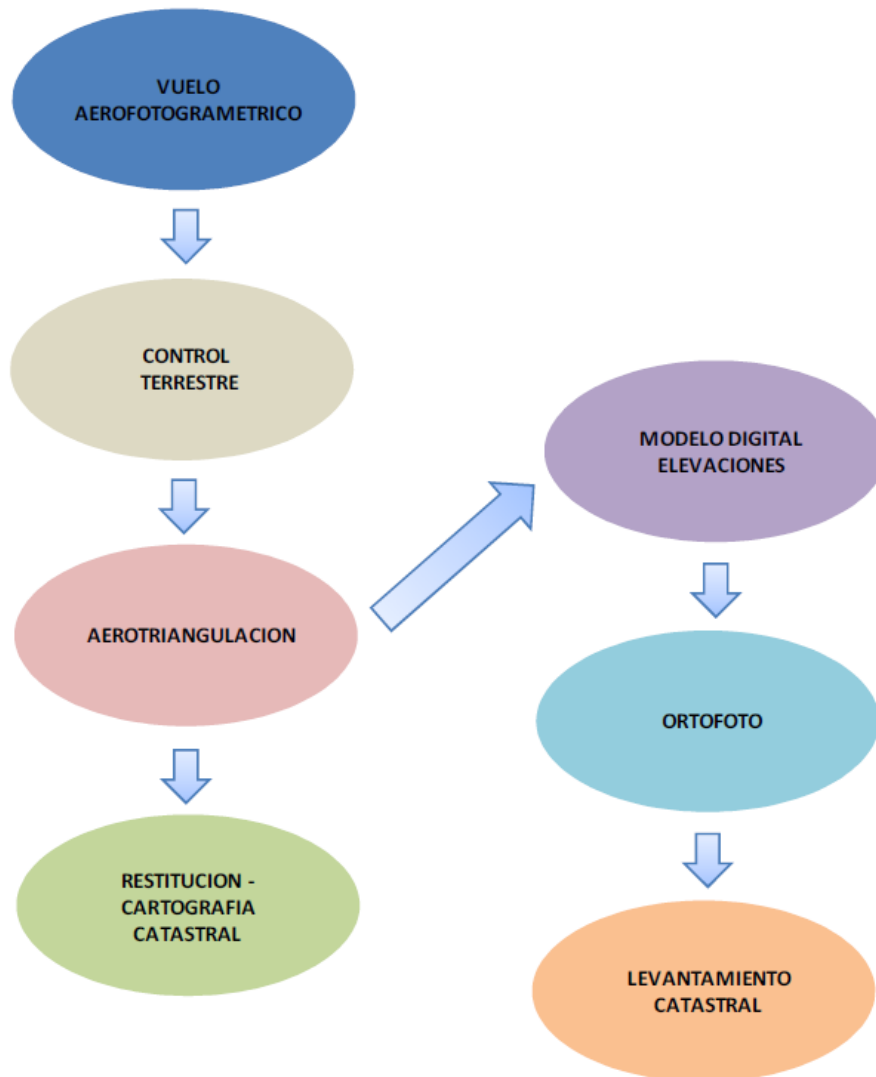 VUELO
AEROFOTOGRAMETRICO
CONTROL
TERRESTRE
AEROTRIANGULACION
RESTITUCION -
CARTOGRAFIA
CATASTRAL
MODELO DIGITAL
ELEVACIONES
ORTOFOTO
LEVANTAMIENTO
CATASTRAL